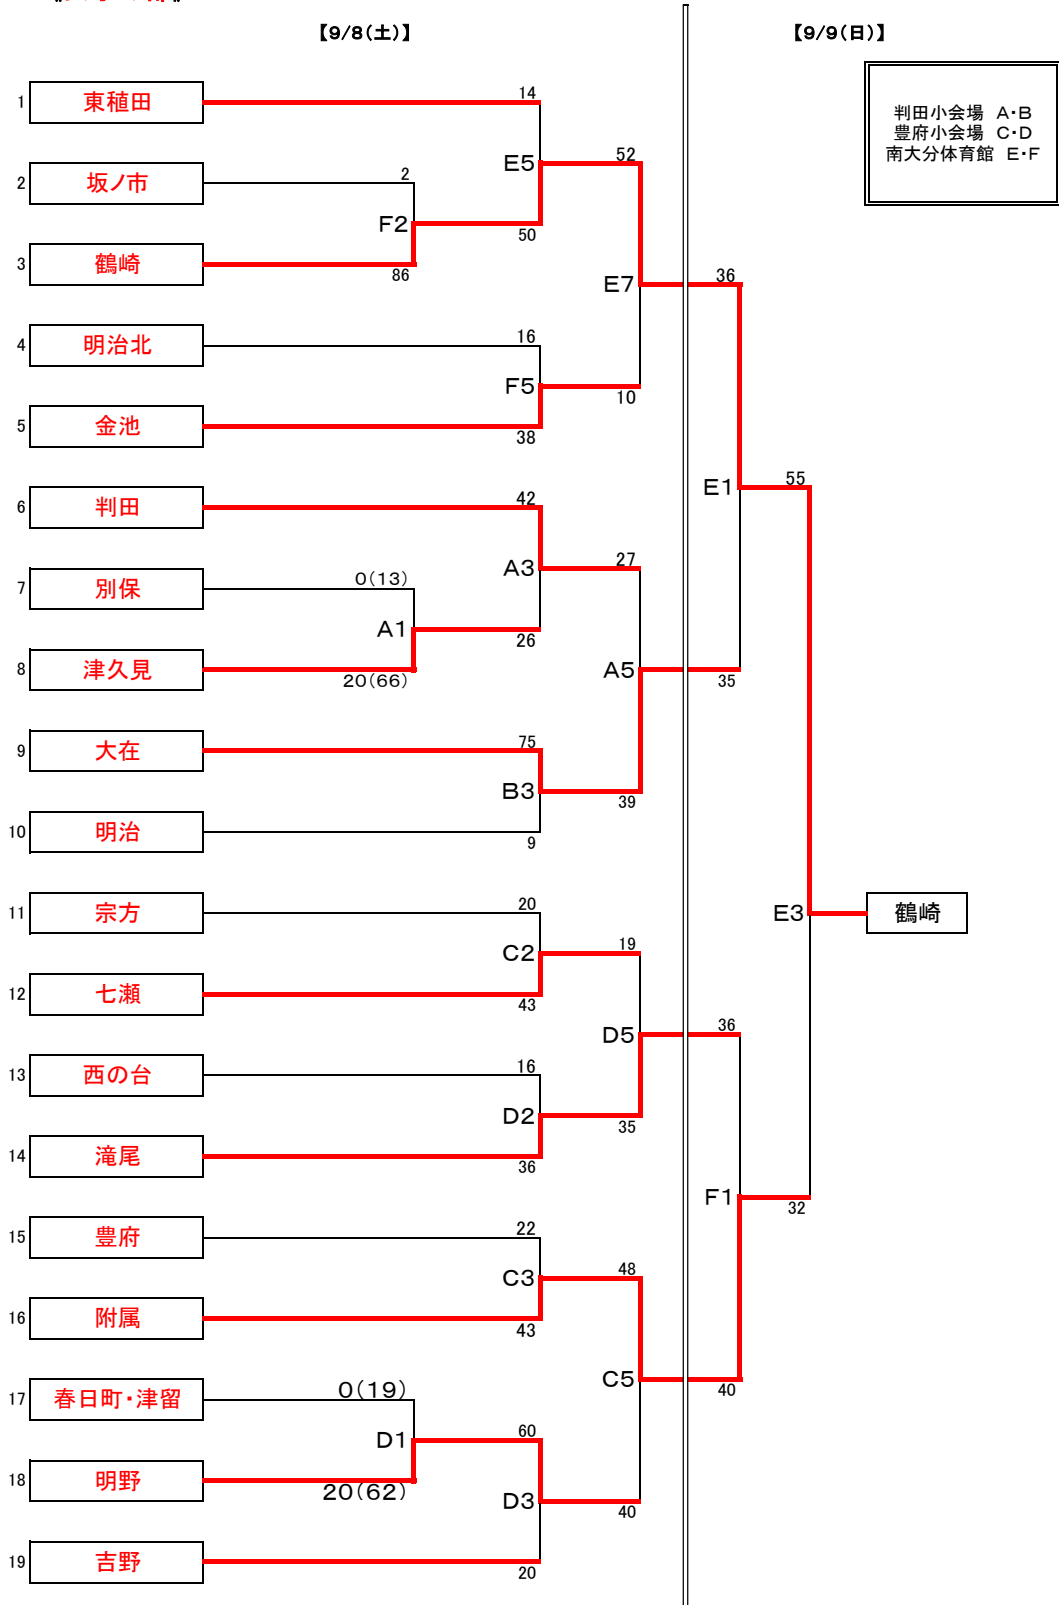 【9/8(土)】
【9/9(日)】
判田小会場 A・B
豊府小会場 C・D
南大分体育館 E・F
1 東稙田 14
E5 52
2 坂ノ市 2
F2 50
3 鶴崎 86
E7 36
4 明治北 16
F5 10
5 金池 38
E1 55
6 判田 42
A3 27
7 別保 0(13)
A1 26
8 津久見 20(66)
A5 35
9 大在 75
B3 39
10 明治 9
11 宗方 20
E3 鶴崎
C2 19
12 七瀬 43
D5 36
13 西の台 16
D2 35
14 滝尾 36
F1 32
15 豊府 22
C3 48
16 附属 43
C5 40
17 春日町・津留 0(19)
D1 60
18 明野 20(62)
D3 40
19 吉野 20